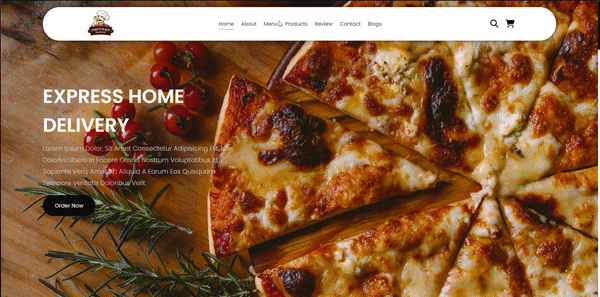 Home About Menu Products Review Contact Blogs
EXPRESS HOME
DELIVERY
Lorem Ipsum Dolor, Sit Amet Consectetur Adipisicing Elit. Iure,
Dolores Libero In Facere Omnis Nostrum Voluptatibus Id
Sapiente Vero, Amet Ab Aliquid A Earum Eos Quisquam
Tempore Veritatis Doloribus Velit.
Order Now